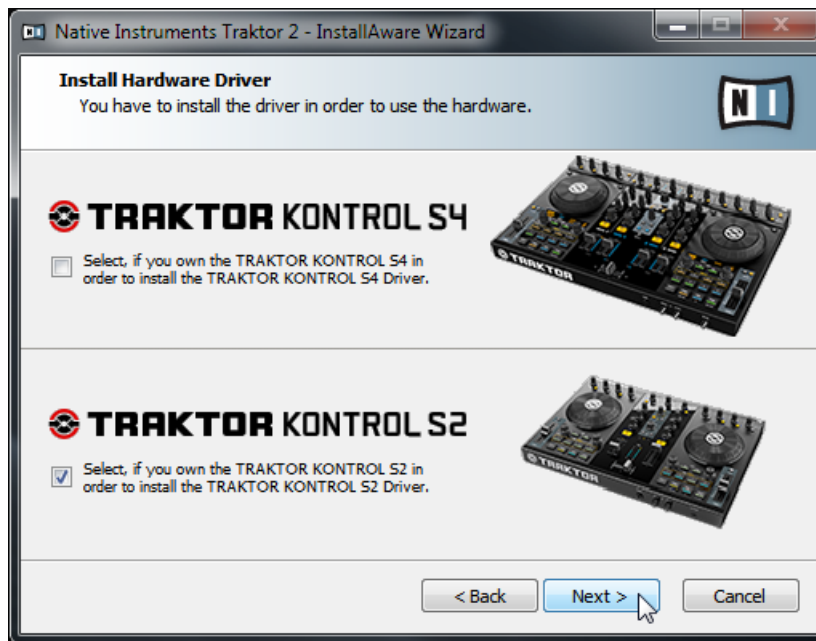 Native Instruments Traktor 2 - InstallAware Wizard
Install Hardware Driver
You have to install the driver in order to use the hardware.
N I
TRAKTOR KONTROL S4
Select, if you own the TRAKTOR KONTROL S4 in
order to install the TRAKTOR KONTROL S4 Driver.
TRAKTOR
TRAKTOR KONTROL S2
Select, if you own the TRAKTOR KONTROL S2 in
order to install the TRAKTOR KONTROL S2 Driver.
TRAKTOR
< Back
Next >
Cancel